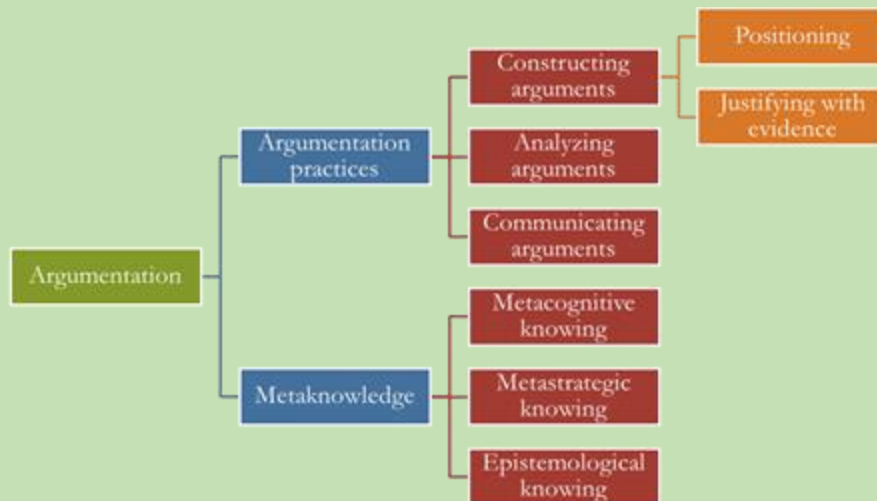 Argumentation
Argumentation
practices
Constructing
arguments
Positioning
Justifying with
evidence
Analyzing
arguments
Communicating
arguments
Metaknowledge
Metacognitive
knowing
Metastrategic
knowing
Epistemological
knowing